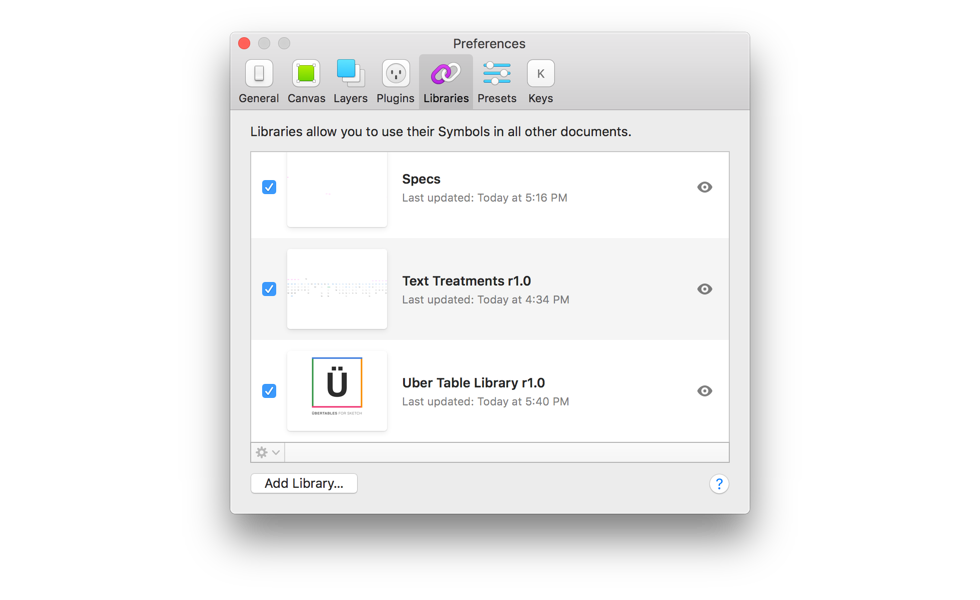 Preferences
K
General Canvas Layers Plugins Libraries Presets Keys
Libraries allow you to use their Symbols in all other documents.
Specs
Last updated: Today at 5:16 PM
Text Treatments r1.0
Last updated: Today at 4:34 PM
Ü
ÜBERTABLES FOR SKETCH
Uber Table Library r1.0
Last updated: Today at 5:40 PM
Add Library...
?